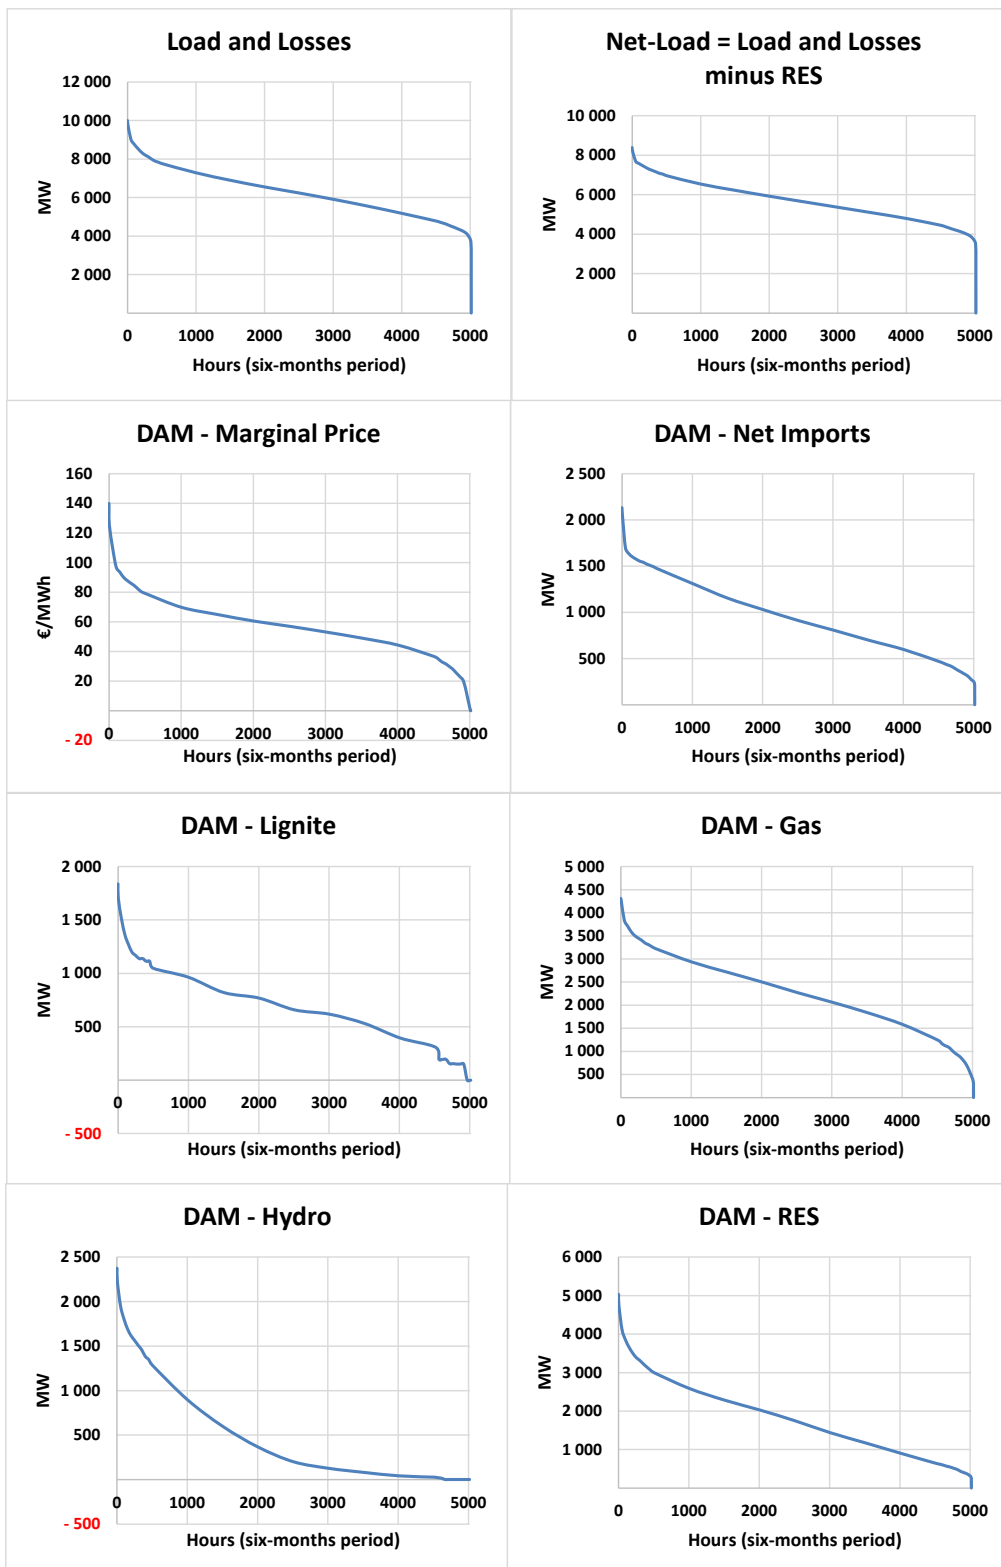 Load and Losses
12 000
10 000
8 000
6 000
4 000
2 000
MW
0 1000 2000 3000 4000 5000
Hours (six-months period)
Net-Load = Load and Losses
minus RES
10 000
8 000
6 000
4 000
2 000
MW
0 1000 2000 3000 4000 5000
Hours (six-months period)
DAM - Marginal Price
160
140
120
100
80
60
40
20
- 20
€/MWh
0 1000 2000 3000 4000 5000
Hours (six-months period)
DAM - Net Imports
2 500
2 000
1 500
1 000
500
MW
0 1000 2000 3000 4000 5000
Hours (six-months period)
DAM - Lignite
2 000
1 500
1 000
500
- 500
MW
0 1000 2000 3000 4000 5000
Hours (six-months period)
DAM - Gas
5 000
4 500
4 000
3 500
3 000
2 500
2 000
1 500
1 000
500
MW
0 1000 2000 3000 4000 5000
Hours (six-months period)
DAM - Hydro
2 500
2 000
1 500
1 000
500
- 500
MW
0 1000 2000 3000 4000 5000
Hours (six-months period)
DAM - RES
6 000
5 000
4 000
3 000
2 000
1 000
MW
0 1000 2000 3000 4000 5000
Hours (six-months period)